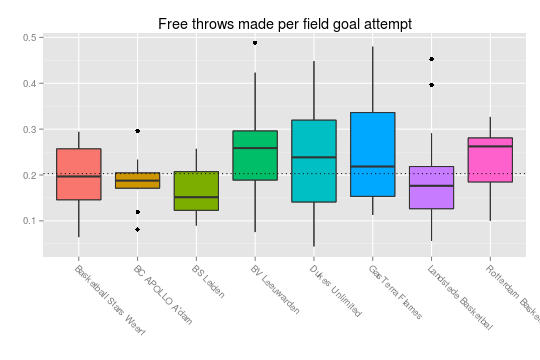 Free throws made per field goal attempt
0.5
0.4
0.3
0.2
0.1
Basketball Stars Weert
BC APOLLO A'dam
BS Leiden
BV Leeuwarden
Dukes Unlimited
GasTerra Flames
Landstede Basketbal
Rotterdam Baske